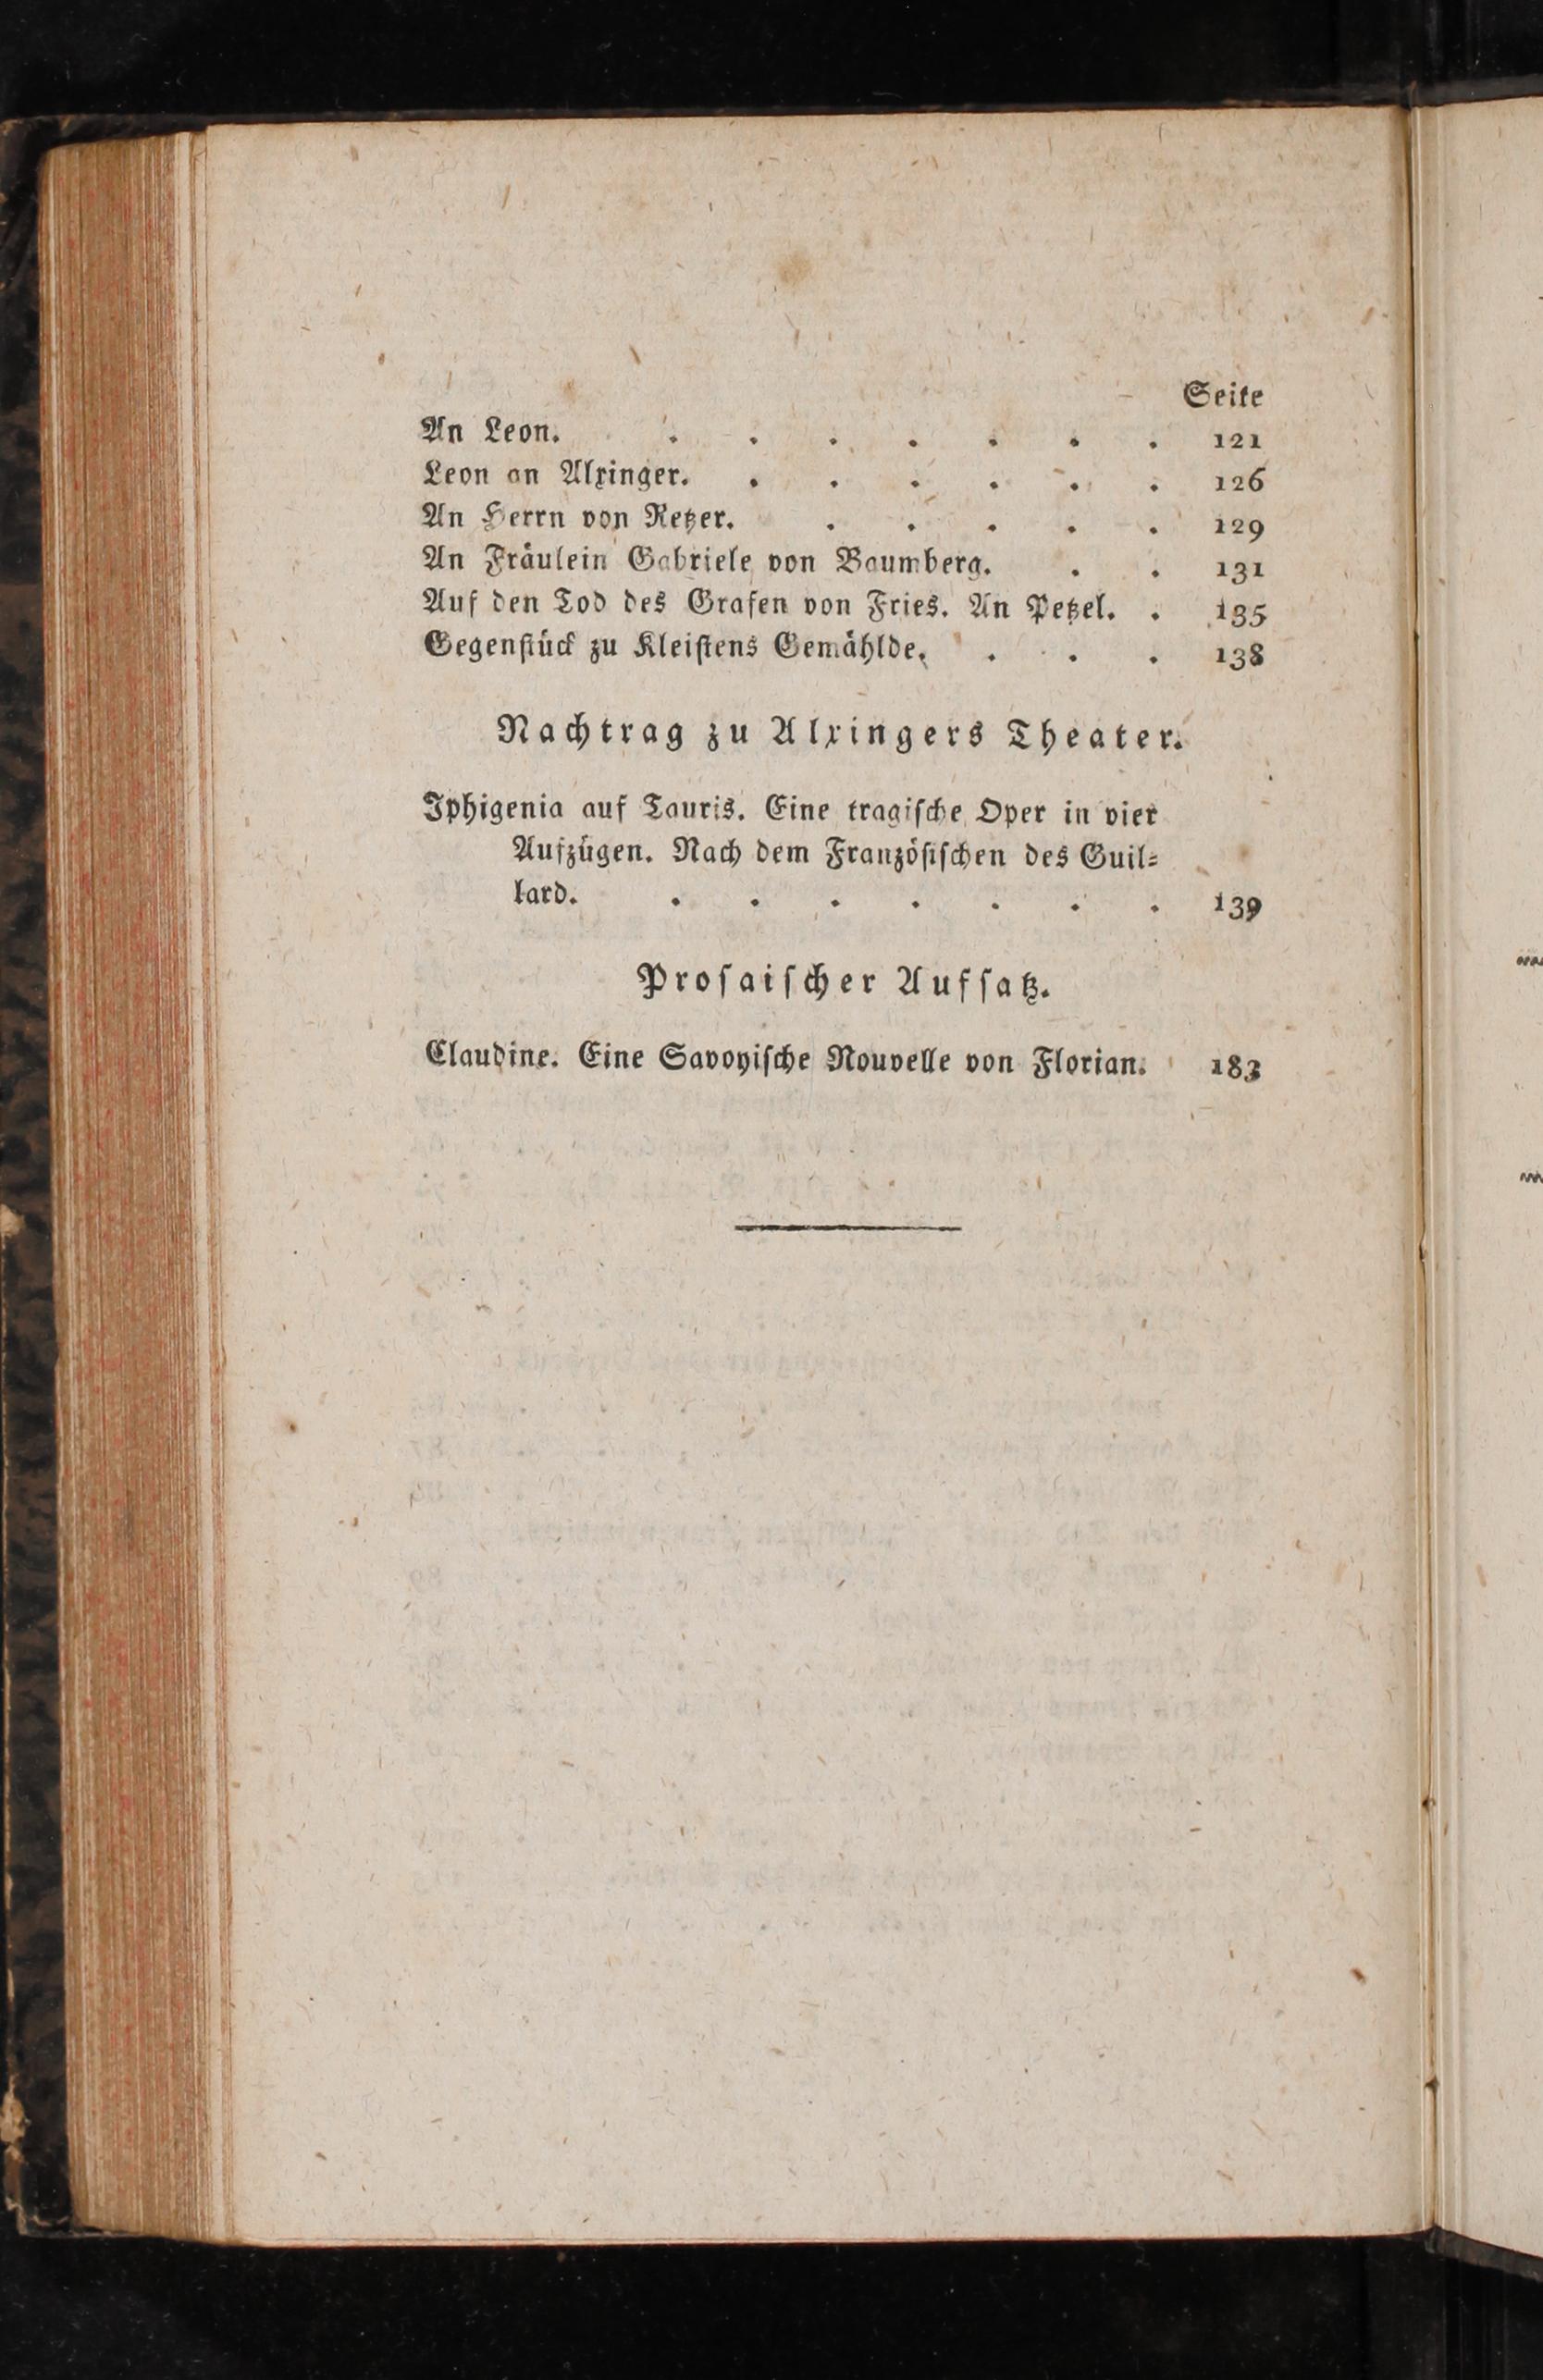 Seite
An Leon. . . . . . . . 121
Leon an Alxinger. . . . . . . 126
An Herrn von Retzer. . . . . . 129
An Fräulein Gabriele von Baumberg. . . 131
Auf den Tod des Grafen von Fries. An Petzel. . 135
Gegenstück zu Kleistens Gemählde. . . . 138
Nachtrag zu Alxingers Theater.
Iphigenia auf Tauris. Eine tragische Oper in vier
Aufzügen. Nach dem Französischen des Guil-
lard. . . . . . . . 139
Prosaischer Aufsatz.
Claudine. Eine Savoyische Nouvelle von Florian. 183